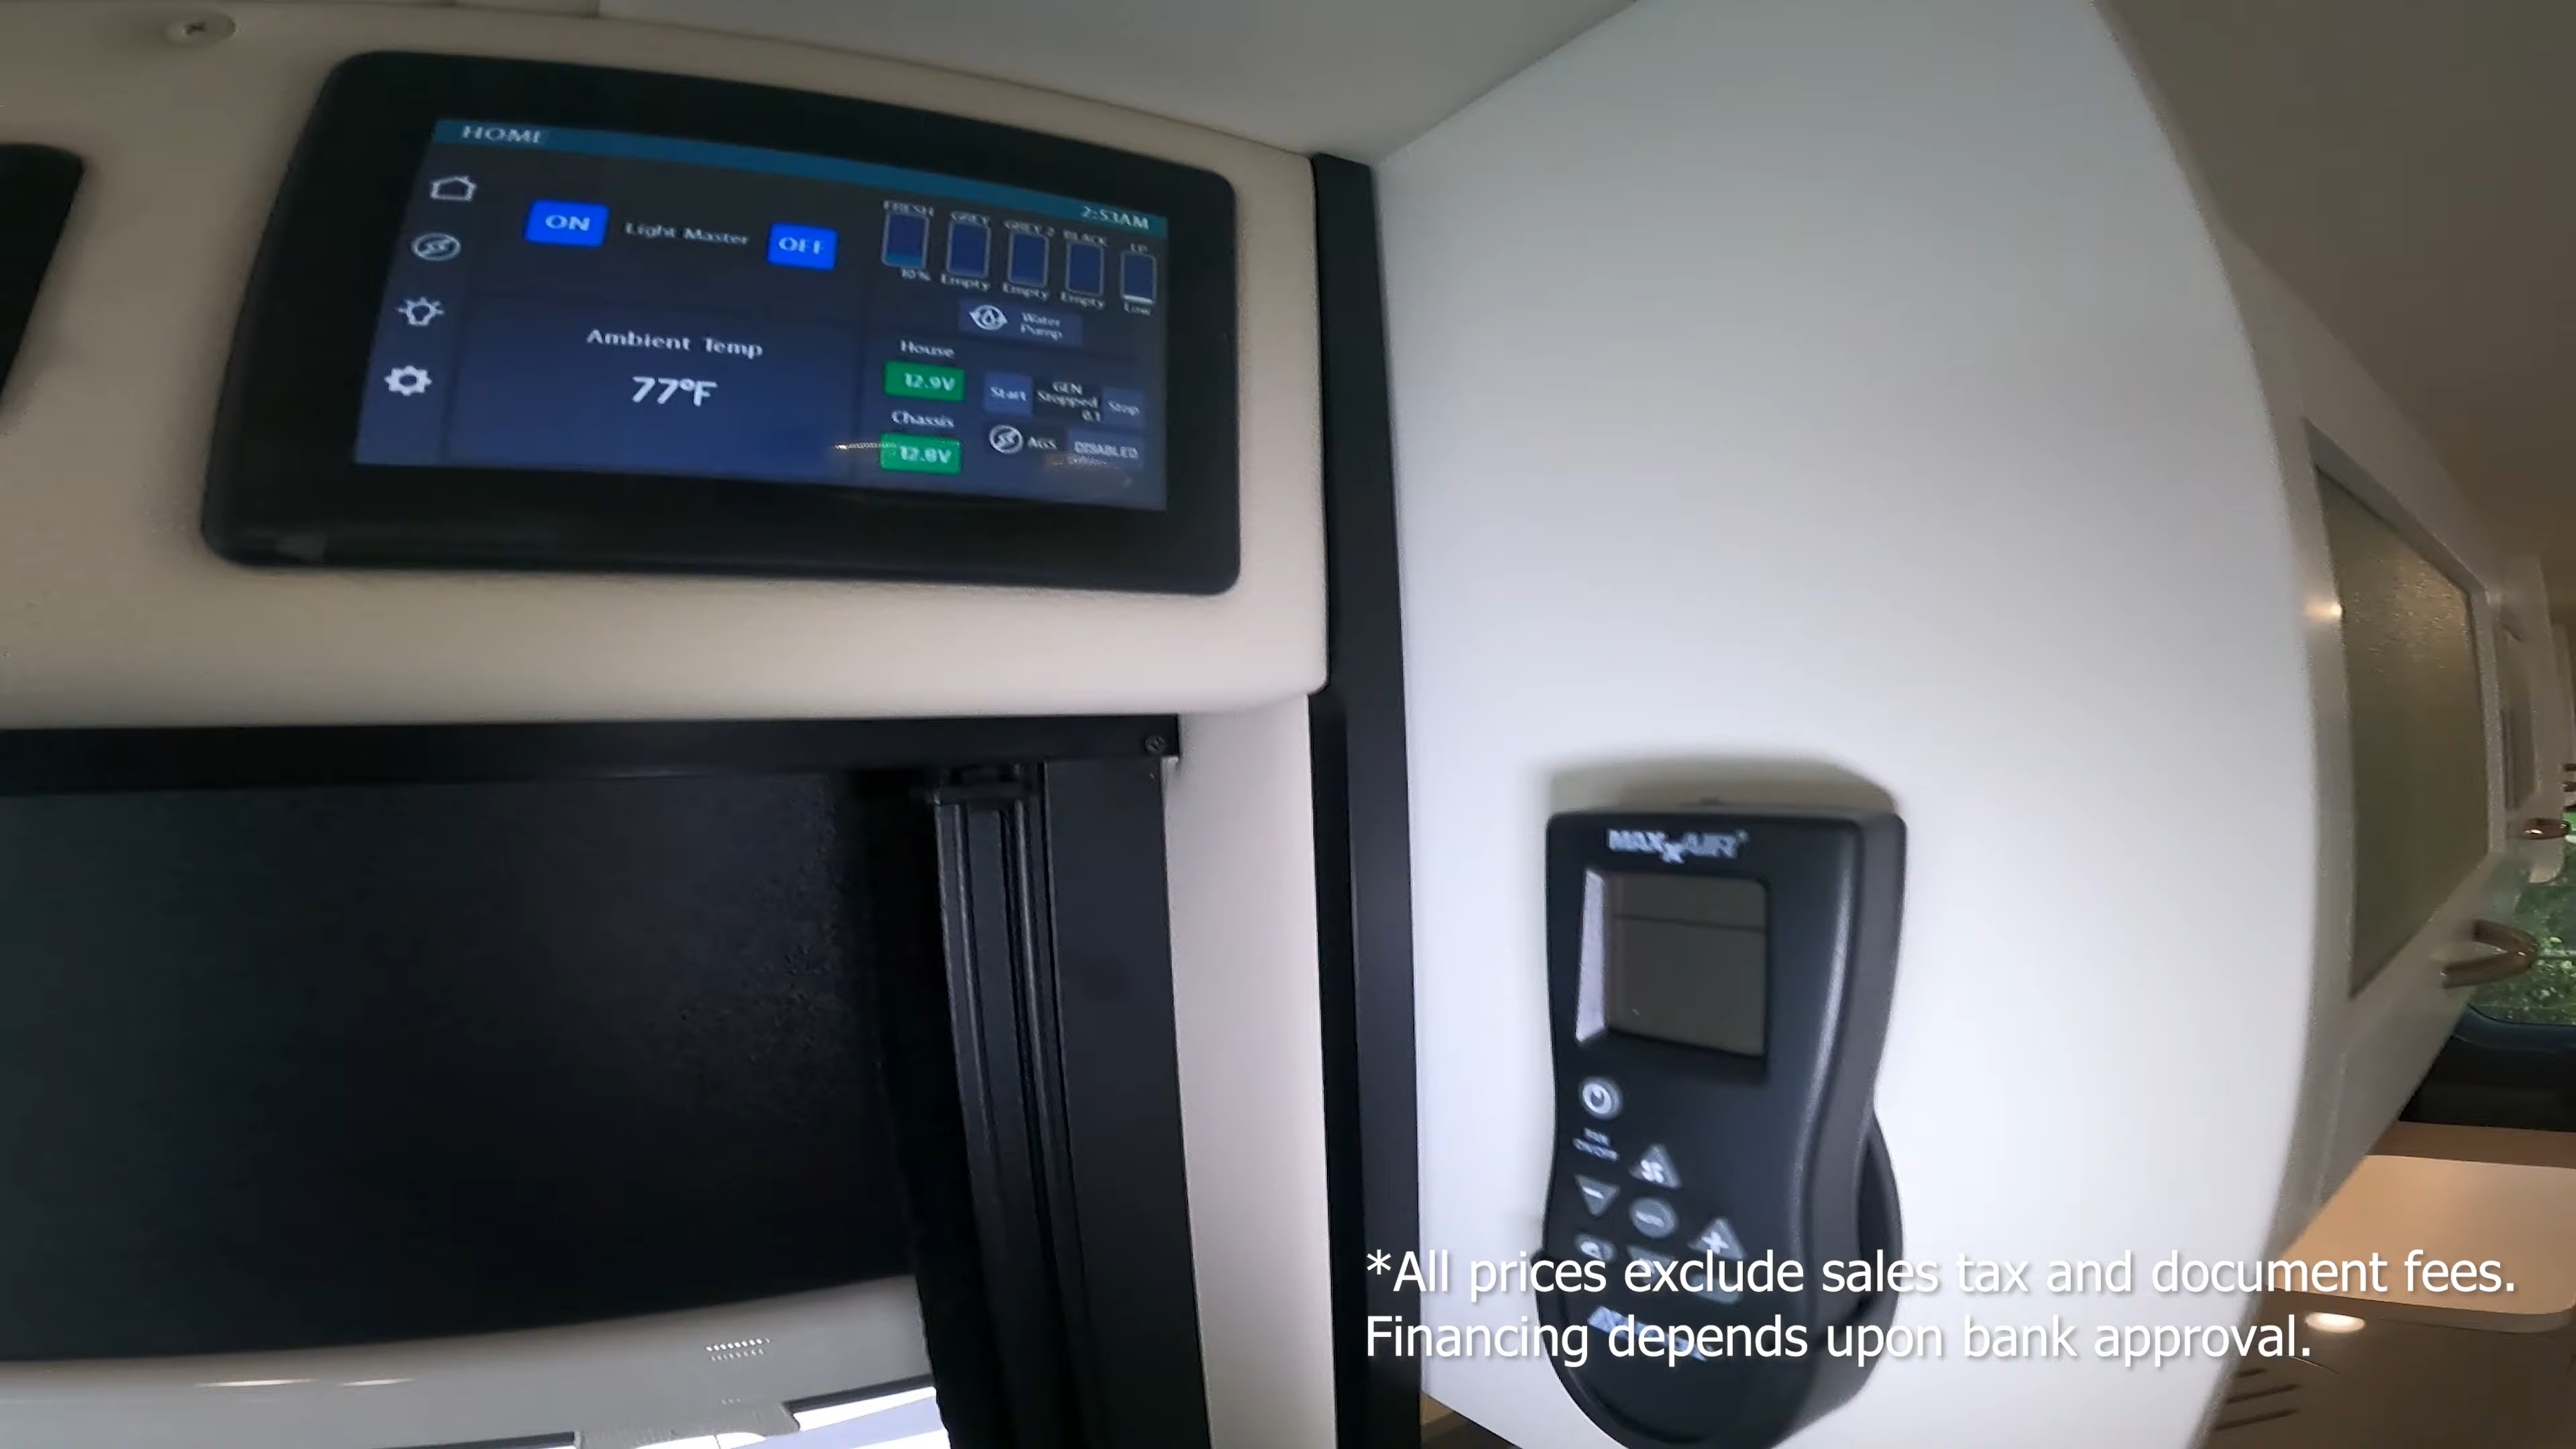 HOME
2:53AM
ON Light Master OFF
FRESH GREY GREY 2 BLACK LP
10% Empty Empty Empty Low
Water
Pump
Ambient Temp
77°F
House
12.9V
Chassis
12.8V
Start
GEN
Stopped
0.1
Stop
AGS DISABLED
MAXXAIR
*All prices exclude sales tax and document fees.
Financing depends upon bank approval.